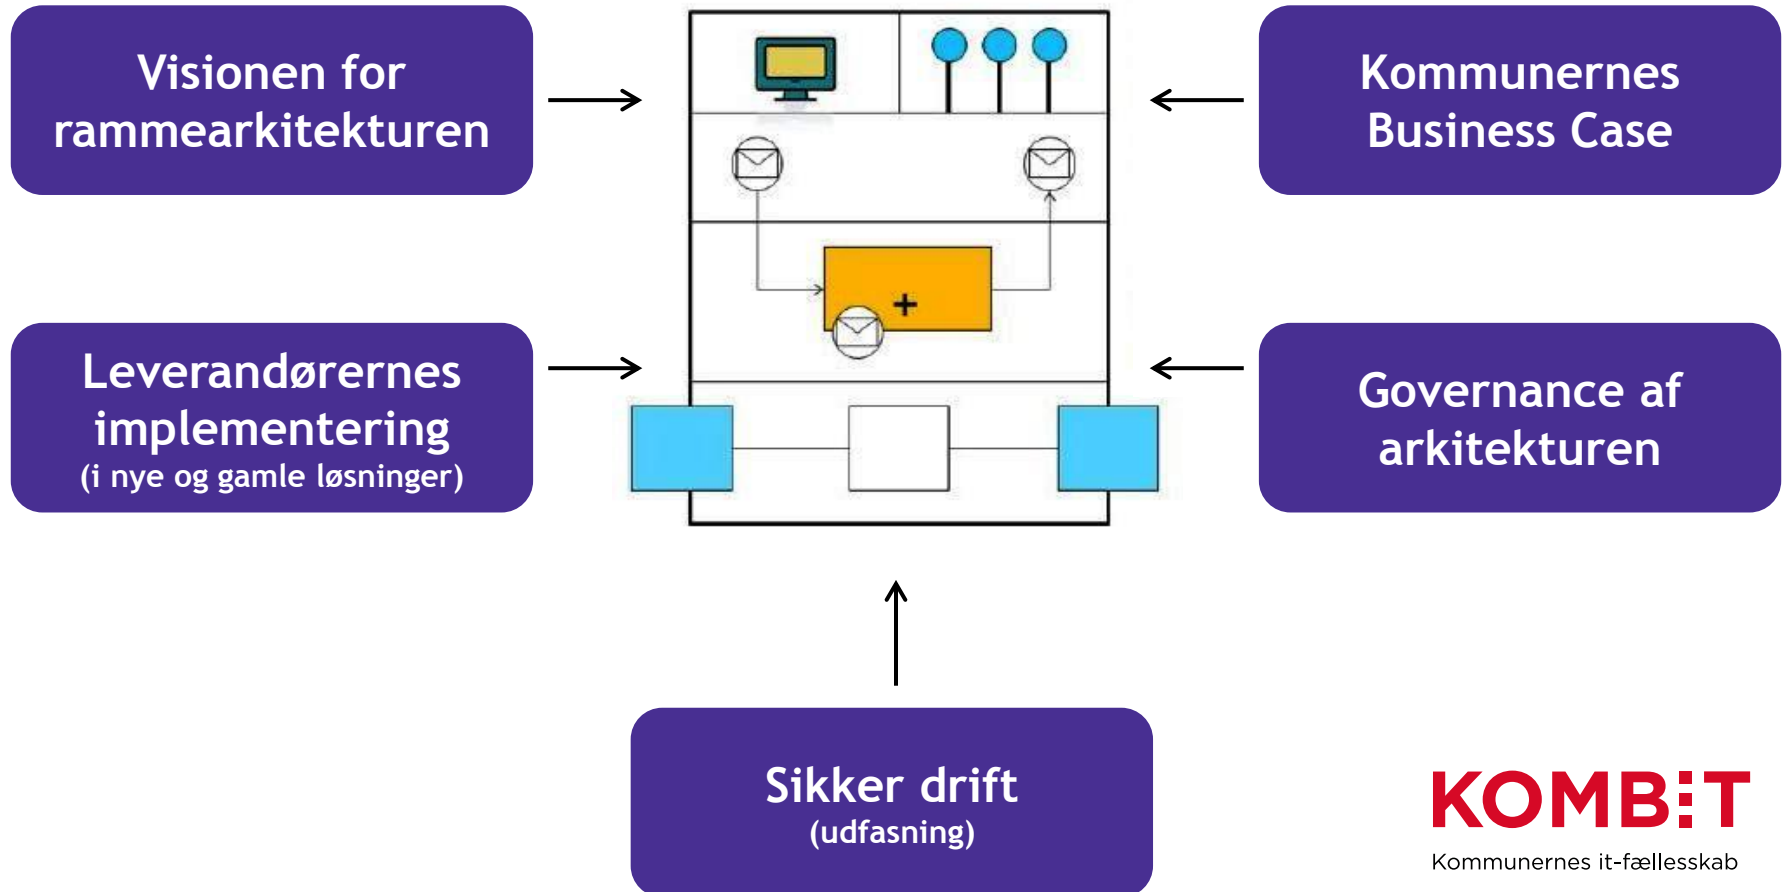 Visionen for
rammearkitekturen
Kommunernes
Business Case
Leverandørernes
implementering
(i nye og gamle løsninger)
Governance af
arkitekturen
Sikker drift
(udfasning)
KOMBIT
Kommunernes it-fællesskab